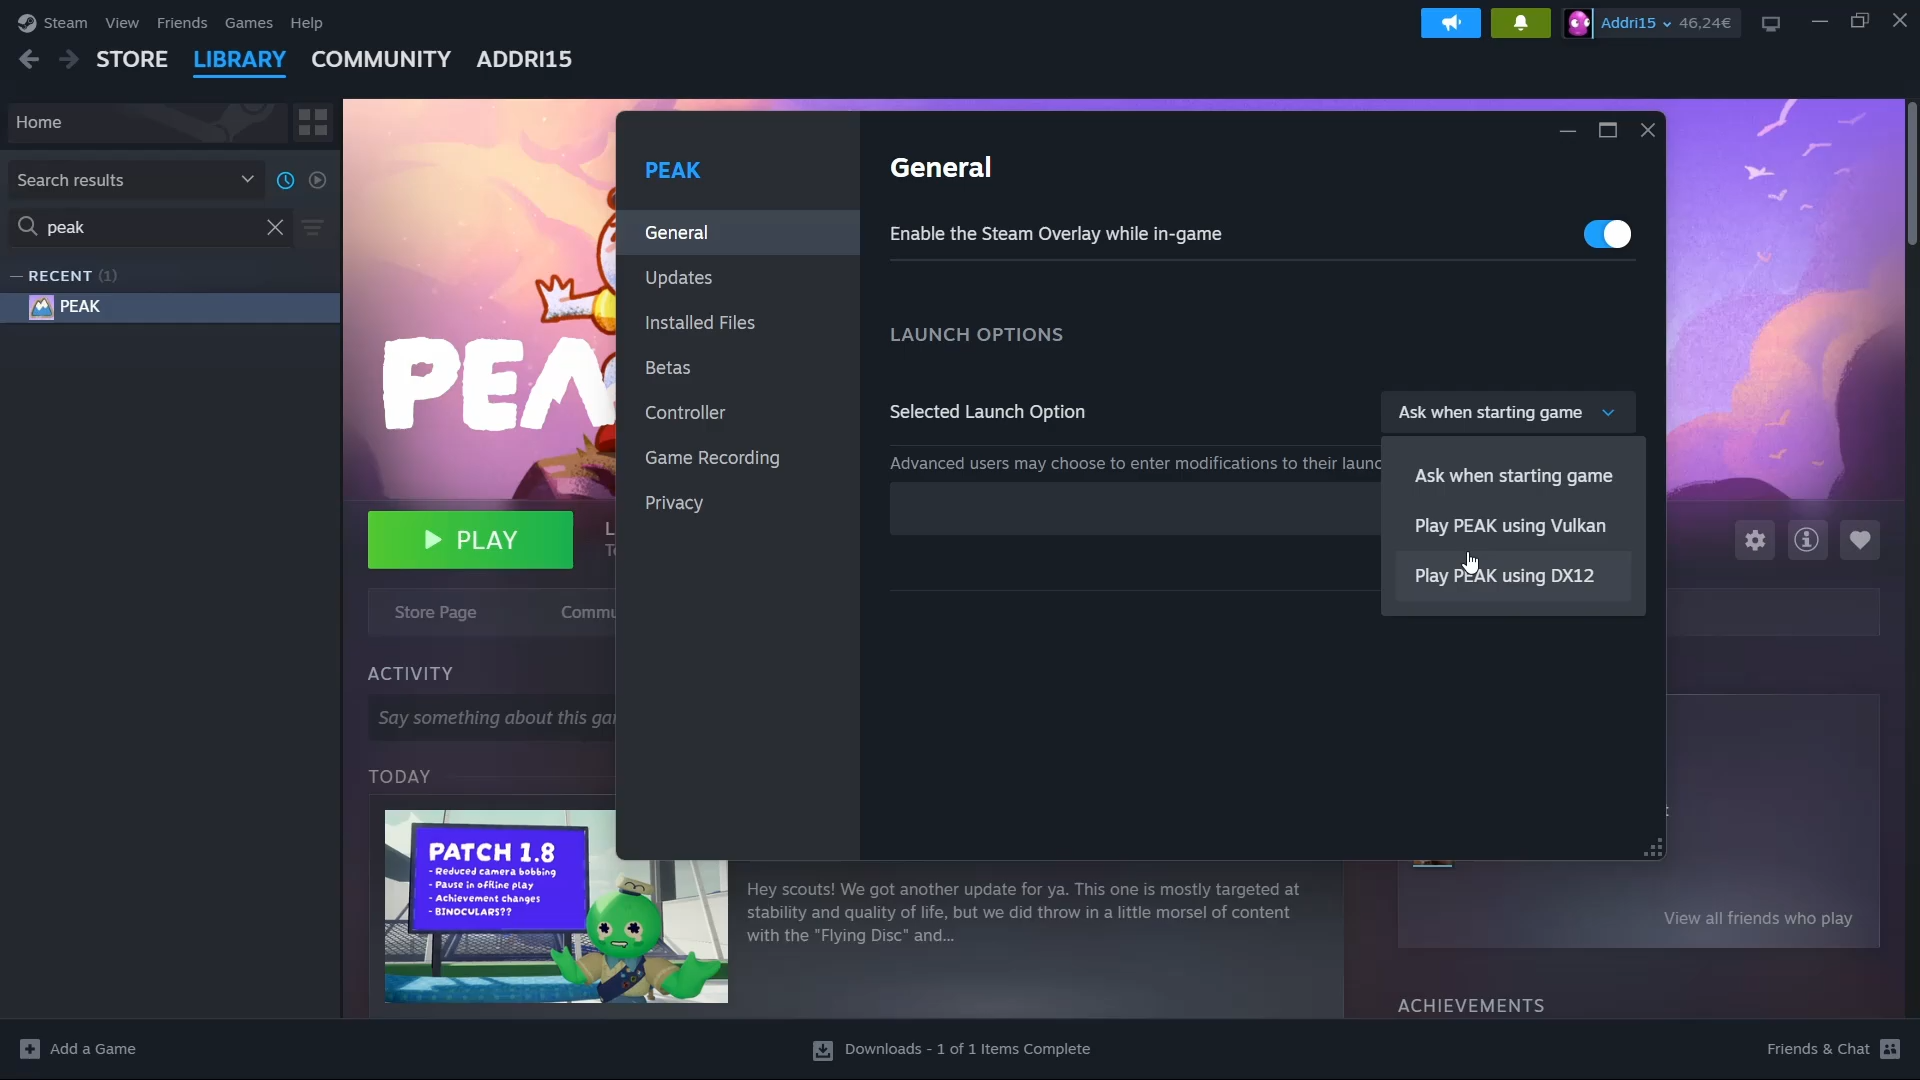 Steam View Friends Games Help
Addri15 46,24€
STORE LIBRARY COMMUNITY ADDRI15
Home
Search results
peak
— RECENT (1)
PEAK
PEAK
General
Updates
Installed Files
Betas
Controller
Game Recording
Privacy
General
Enable the Steam Overlay while in-game
LAUNCH OPTIONS
Selected Launch Option
Ask when starting game
Advanced users may choose to enter modifications to their
Ask when starting game
Play PEAK using Vulkan
Play PEAK using DX12
PLAY
Store Page
ACTIVITY
Say something about this
TODAY
PATCH 1.8
- Reduced camera bobbing
- Pause in offline play
- Achievement changes
- BINOCULARS??
Hey scouts! We got another update for ya. This one is mostly targeted at
stability and quality of life, but we did throw in a little morsel of content
with the "Flying Disc" and...
View all friends who play
ACHIEVEMENTS
Add a Game
Downloads - 1 of 1 Items Complete
Friends & Chat